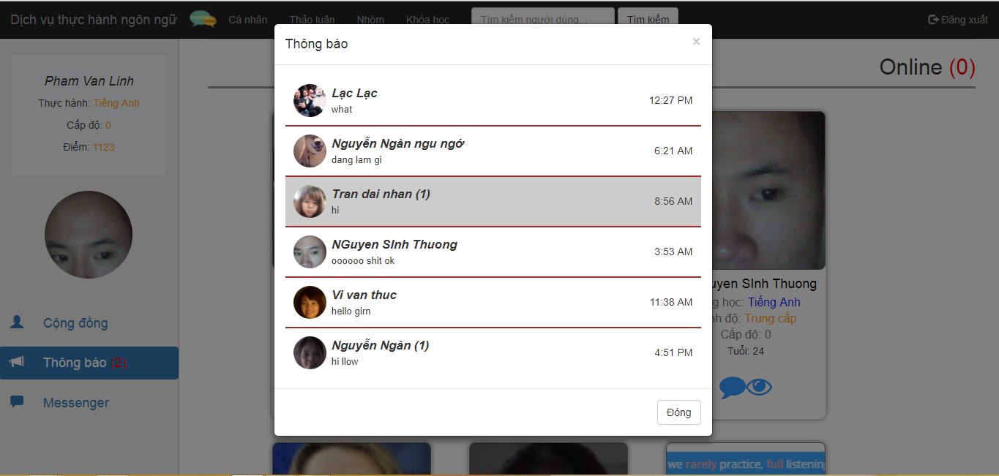 Dịch vụ thực hành ngôn ngữ
Cá nhân
Thảo luận
Nhóm
Khóa học
Tìm kiếm người dùng...
Tìm kiếm
Đăng xuất
Pham Van Linh
Thực hành: Tiếng Anh
Cấp độ: 0
Điểm: 1123
Cộng đồng
Thông báo (2)
Messenger
Online (0)
Thông báo
×
Lạc Lạc
what
12:27 PM
Nguyễn Ngàn ngu ngớ
dang lam gi
6:21 AM
Tran dai nhan (1)
hi
8:56 AM
NGuyen SInh Thuong
oooooo shit ok
3:53 AM
Vi van thuc
hello girn
11:38 AM
Nguyễn Ngàn (1)
hi llow
4:51 PM
Đóng
uyen SInh Thuong
g học: Tiếng Anh
nh độ: Trung cấp
Cấp độ: 0
Tuổi: 24
we rarely practice, full listening